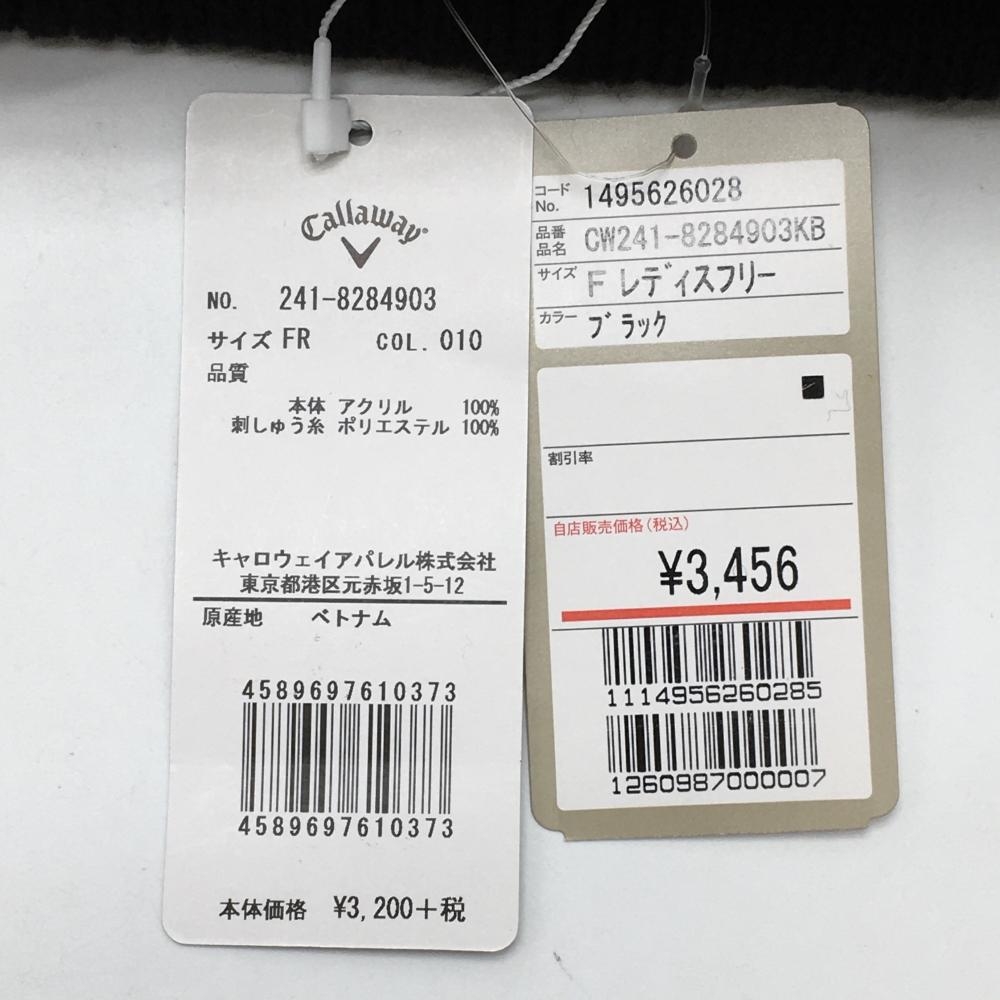 Callaway
NO. 241-8284903
サイズ FR COL. 010
品質
本体 アクリル 100%
刺しゅう糸 ポリエステル 100%
キャロウェイアパレル株式会社
東京都港区元赤坂1-5-12
原産地 ベトナム
4589697610373
4589697610373
本体価格 ¥3,200+税
コード No. 1495626028
品番 品名 CW241-8284903KB
サイズ F レディスフリー
カラー ブラック
割引率
自店販売価格(税込)
¥3,456
1114956260285
1260987000007